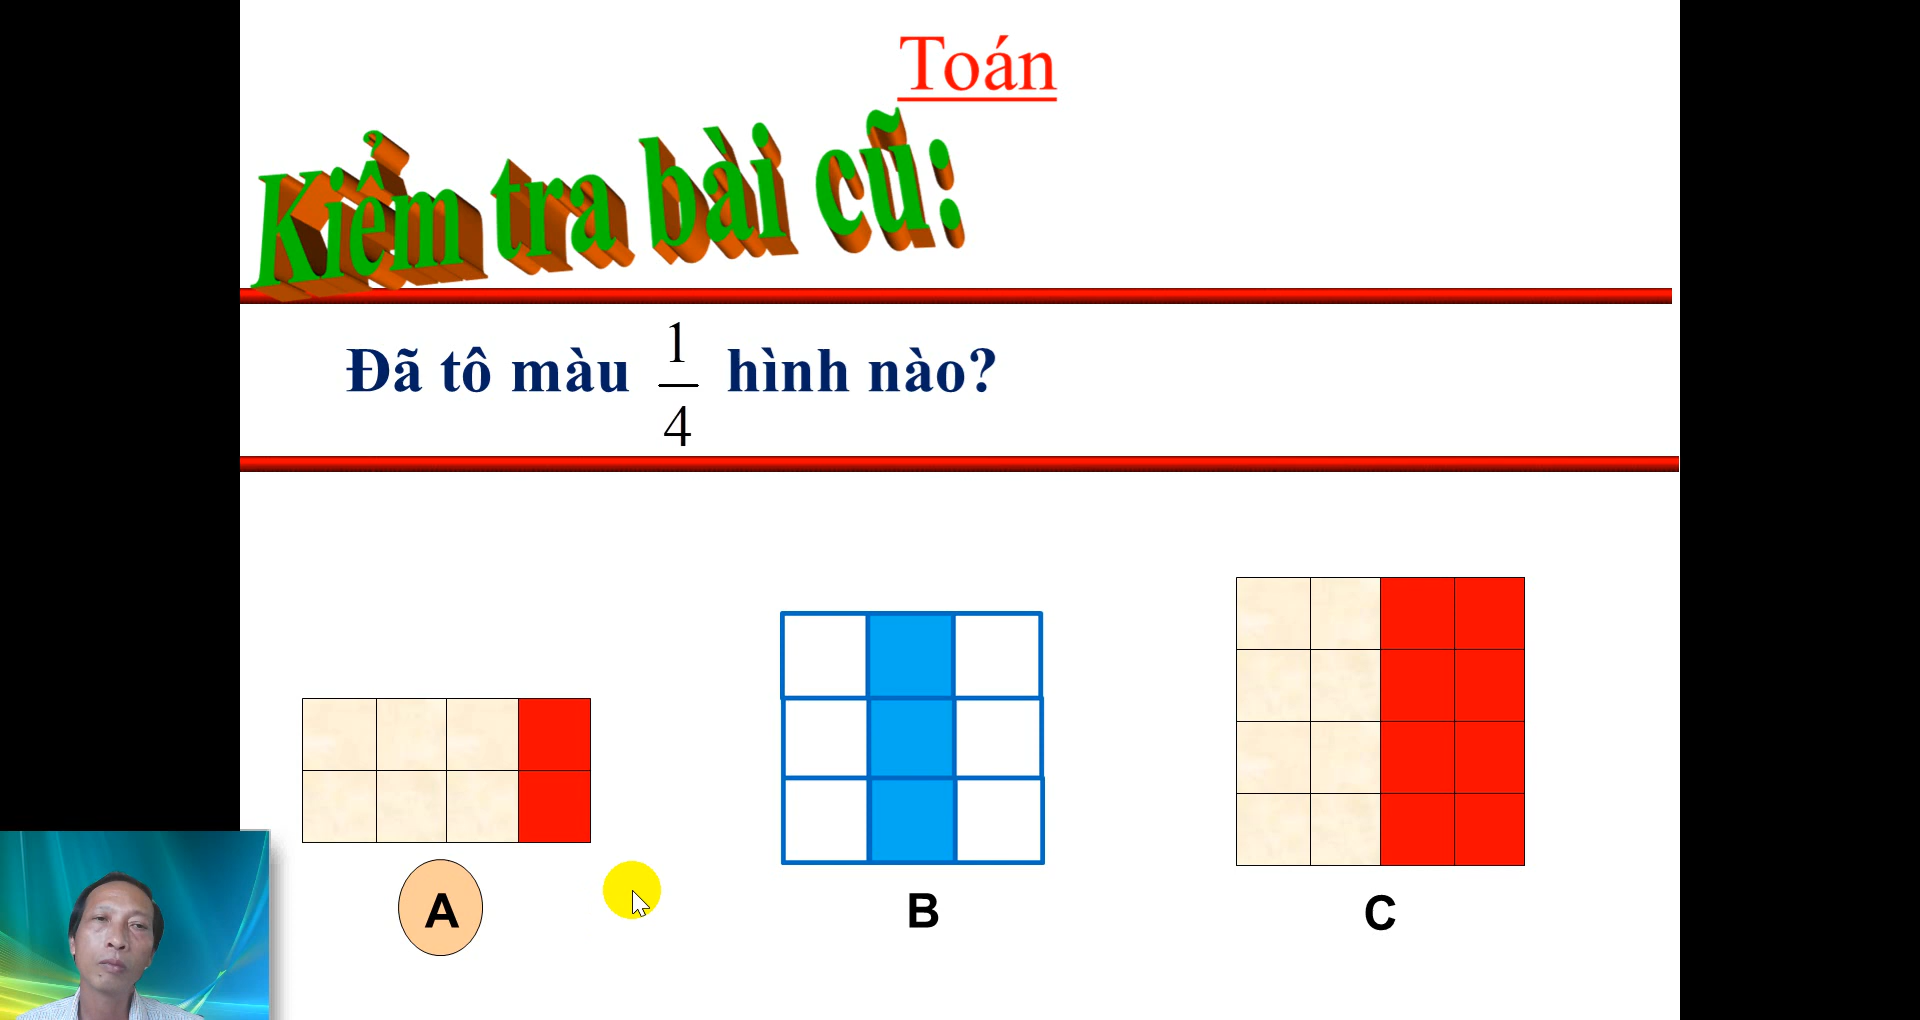 Toán
Kiểm tra bài cũ:
Đã tô màu 1/4 hình nào?
A B C